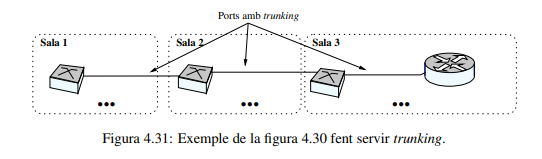 Ports amb trunking
Sala 1
Sala 2
Sala 3
•••
•••
•••
Figura 4.31: Exemple de la figura 4.30 fent servir trunking.